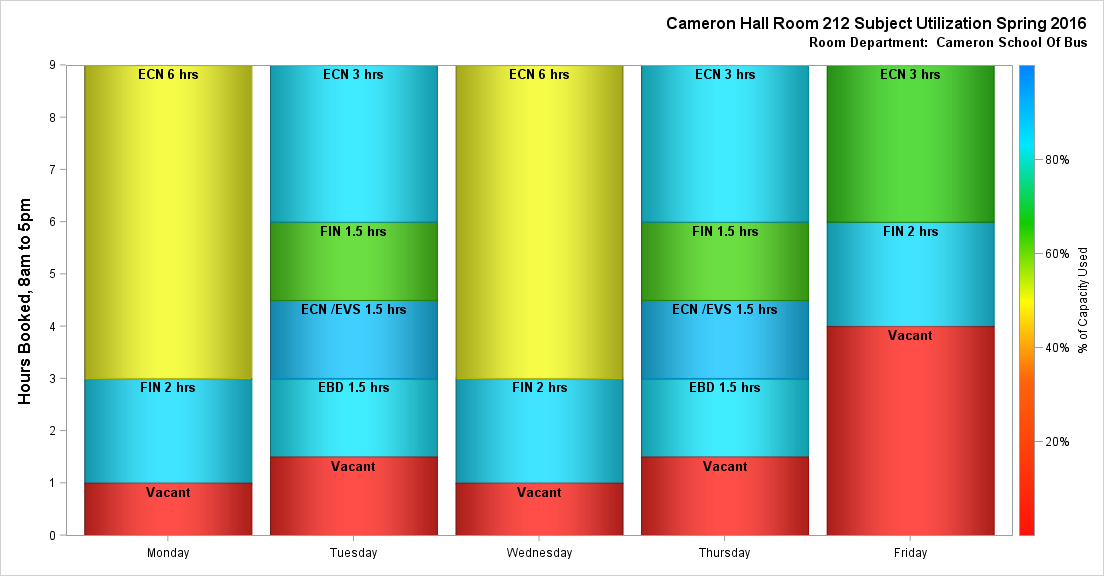 Cameron Hall Room 212 Subject Utilization Spring 2016
Room Department:  Cameron School Of Bus
Hours Booked, 8am to 5pm
9
8
7
6
5
4
3
2
1
0
ECN 6 hrs
FIN 2 hrs
Vacant
ECN 3 hrs
FIN 1.5 hrs
ECN /EVS 1.5 hrs
EBD 1.5 hrs
Vacant
ECN 6 hrs
FIN 2 hrs
Vacant
ECN 3 hrs
FIN 1.5 hrs
ECN /EVS 1.5 hrs
EBD 1.5 hrs
Vacant
ECN 3 hrs
FIN 2 hrs
Vacant
Monday
Tuesday
Wednesday
Thursday
Friday
80%
60%
40%
20%
% of Capacity Used